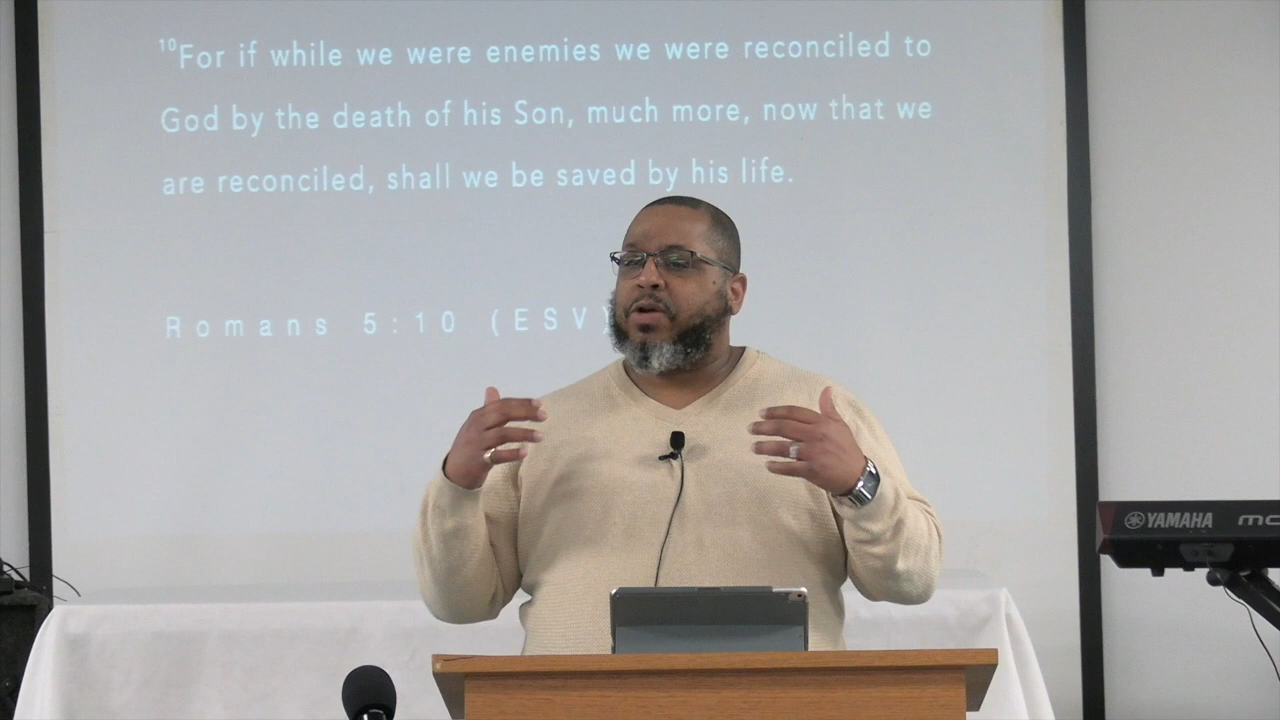 ¹⁰For if while we were enemies we were reconciled to
God by the death of his Son, much more, now that we
are reconciled, shall we be saved by his life.
Romans 5:10 (ESV)
YAMAHA